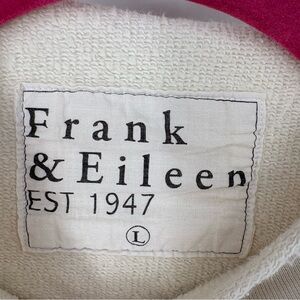 Frank
& Eileen
EST 1947
L